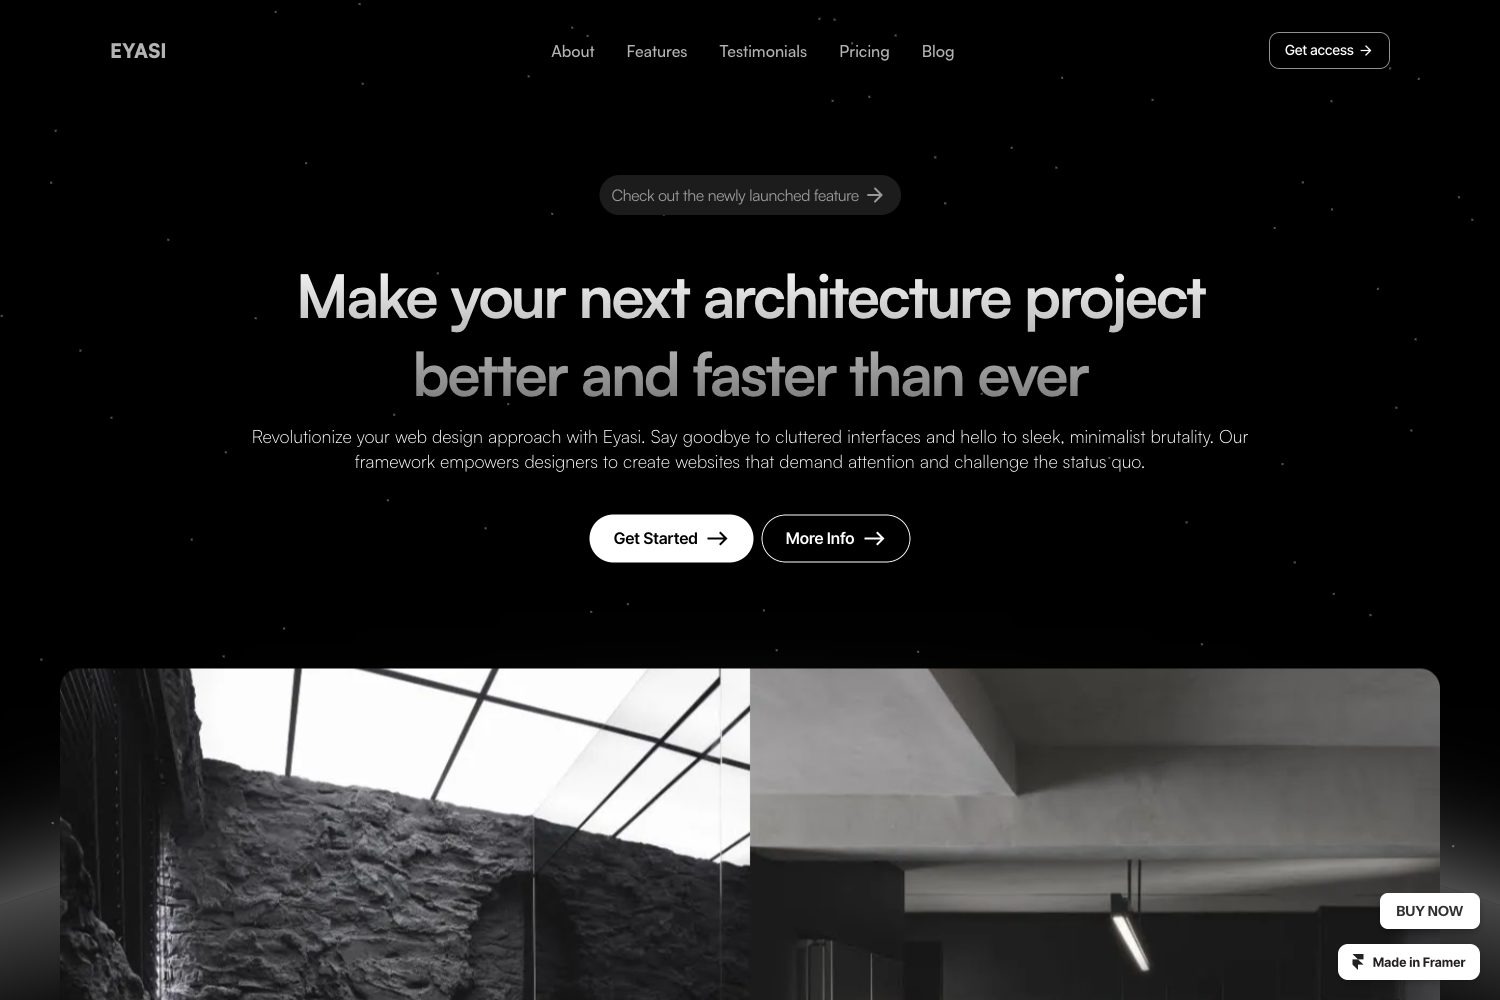 EYASI
About
Features
Testimonials
Pricing
Blog
Get access
Check out the newly launched feature
Make your next architecture project
better and faster than ever
Revolutionize your web design approach with Eyasi. Say goodbye to cluttered interfaces and hello to sleek, minimalist brutality. Our
framework empowers designers to create websites that demand attention and challenge the status quo.
Get Started
More Info
BUY NOW
Made in Framer